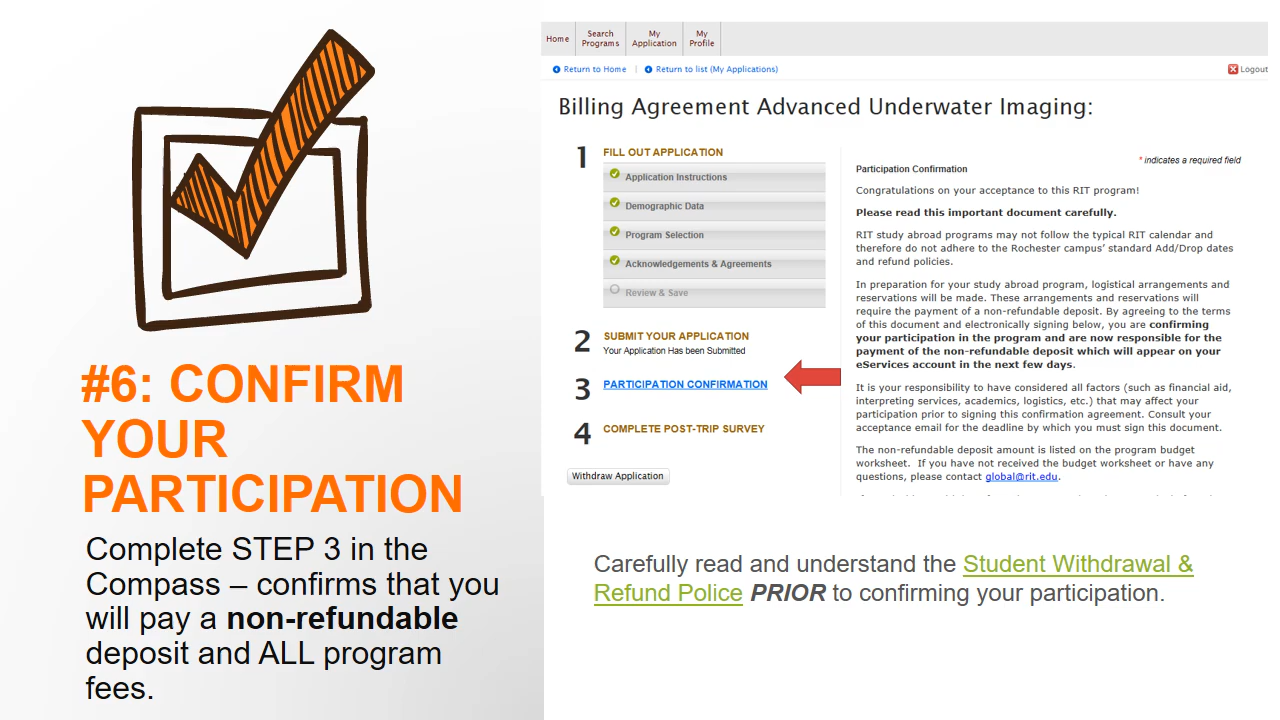 #6: CONFIRM
YOUR
PARTICIPATION
Complete STEP 3 in the
Compass – confirms that you
will pay a non-refundable
deposit and ALL program
fees.
Home
Search
Programs
My
Application
My
Profile
Return to Home | Return to list (My Applications)
Logout
Billing Agreement Advanced Underwater Imaging:
1 FILL OUT APPLICATION
Application Instructions
Demographic Data
Program Selection
Acknowledgements & Agreements
Review & Save
2 SUBMIT YOUR APPLICATION
Your Application Has been Submitted
3 PARTICIPATION CONFIRMATION
4 COMPLETE POST-TRIP SURVEY
Withdraw Application
* indicates a required field
Participation Confirmation
Congratulations on your acceptance to this RIT program!
Please read this important document carefully.
RIT study abroad programs may not follow the typical RIT calendar and
therefore do not adhere to the Rochester campus' standard Add/Drop dates
and refund policies.
In preparation for your study abroad program, logistical arrangements and
reservations will be made. These arrangements and reservations will
require the payment of a non-refundable deposit. By agreeing to the terms
of this document and electronically signing below, you are confirming
your participation in the program and are now responsible for the
payment of the non-refundable deposit which will appear on your
eServices account in the next few days.
It is your responsibility to have considered all factors (such as financial aid,
interpreting services, academics, logistics, etc.) that may affect your
participation prior to signing this confirmation agreement. Consult your
acceptance email for the deadline by which you must sign this document.
The non-refundable deposit amount is listed on the program budget
worksheet. If you have not received the budget worksheet or have any
questions, please contact global@rit.edu.
Carefully read and understand the Student Withdrawal &
Refund Police PRIOR to confirming your participation.